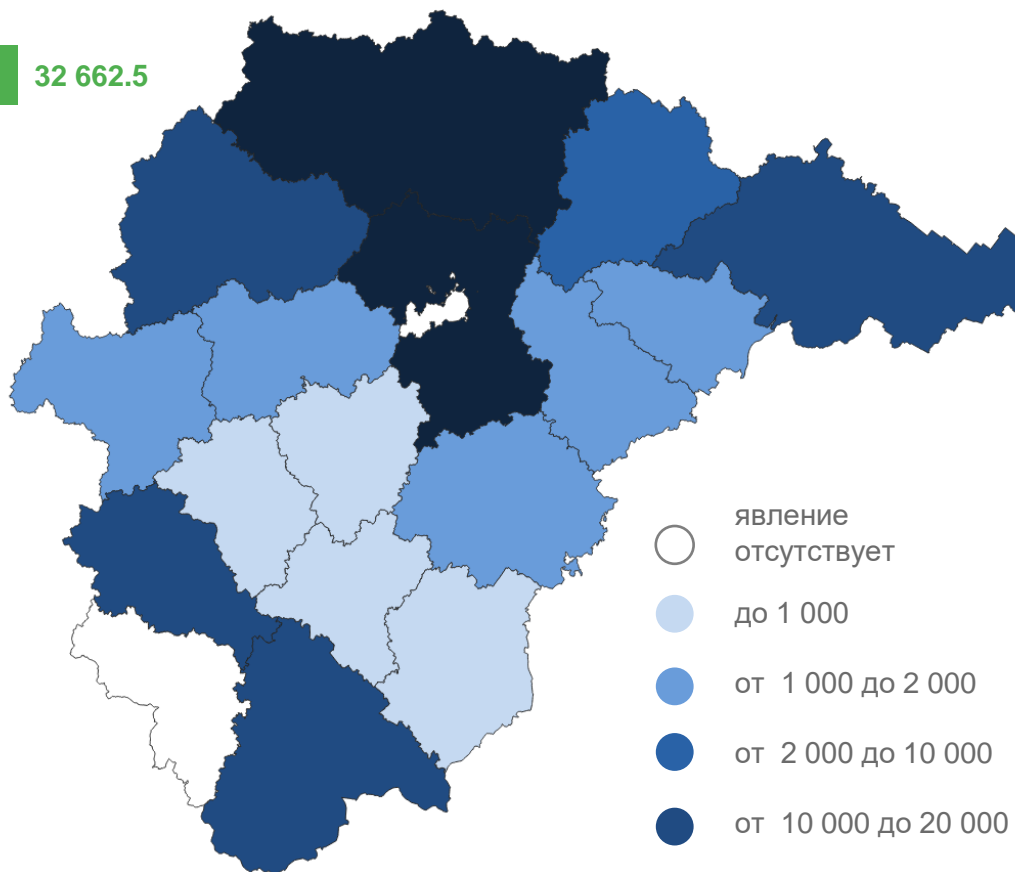 32 662.5
явление
отсутствует
до 1 000
от 1 000 до 2 000
от 2 000 до 10 000
от 10 000 до 20 000